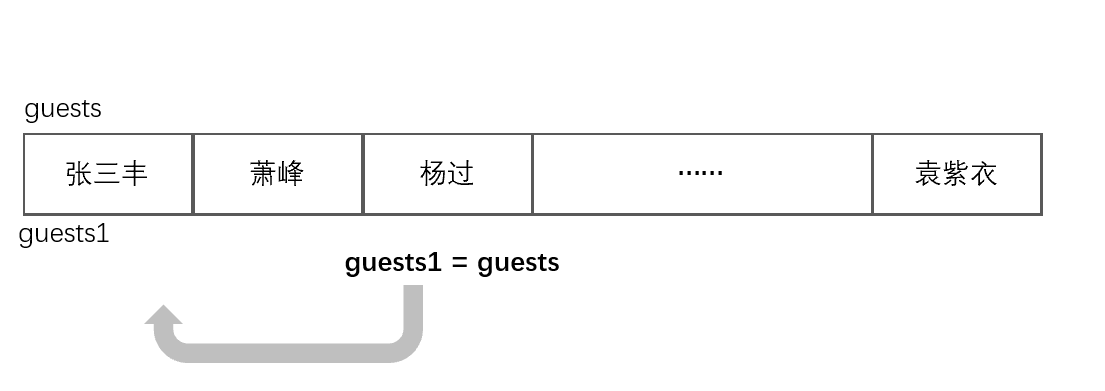 guests
张三丰 萧峰 杨过 …… 袁紫衣
guests1
guests1 = guests